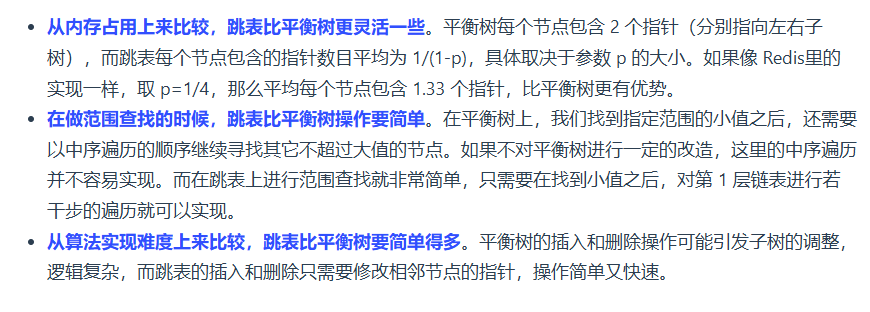 从内存占用上来比较，跳表比平衡树更灵活一些。平衡树每个节点包含 2 个指针（分别指向左右子
树），而跳表每个节点包含的指针数目平均为 1/(1-p)，具体取决于参数 p 的大小。如果像 Redis里的
实现一样，取 p=1/4，那么平均每个节点包含 1.33 个指针，比平衡树更有优势。
在做范围查找的时候，跳表比平衡树操作要简单。在平衡树上，我们找到指定范围的小值之后，还需要
以中序遍历的顺序继续寻找其它不超过大值的节点。如果不对平衡树进行一定的改造，这里的中序遍历
并不容易实现。而在跳表上进行范围查找就非常简单，只需要在找到小值之后，对第 1 层链表进行若
干步的遍历就可以实现。
从算法实现难度上来比较，跳表比平衡树要简单得多。平衡树的插入和删除操作可能引发子树的调整，
逻辑复杂，而跳表的插入和删除只需要修改相邻节点的指针，操作简单又快速。